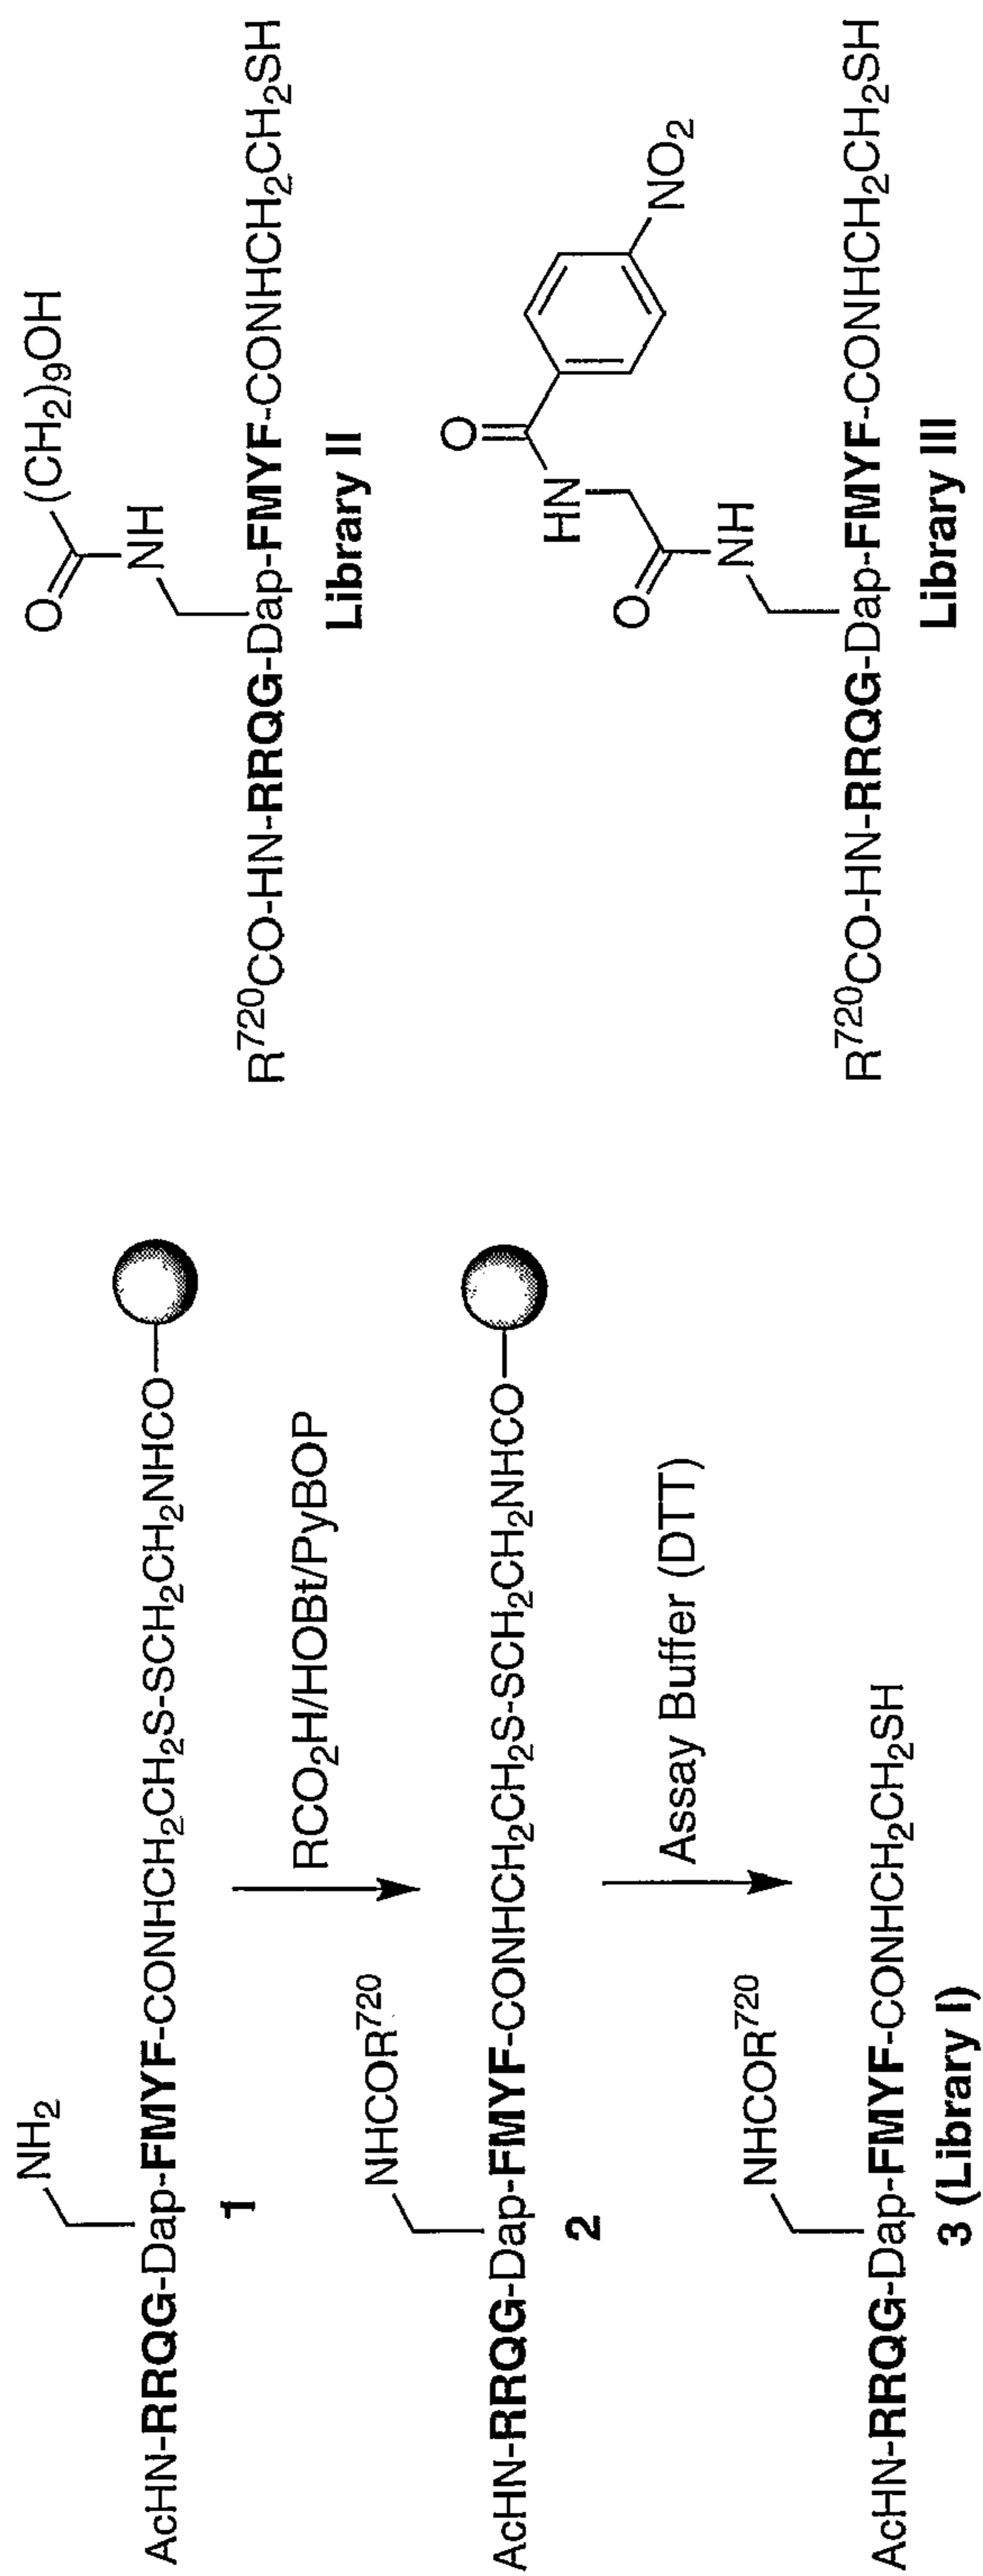 NH2
AcHN-RRQG-Dap-FMYF-CONHCH2CH2S-SCH2CH2NHCO
1
RCO2H/HOBt/PyBOP
NHCOR720
AcHN-RRQG-Dap-FMYF-CONHCH2CH2S-SCH2CH2NHCO
2
Assay Buffer (DTT)
NHCOR720
AcHN-RRQG-Dap-FMYF-CONHCH2CH2SH
3 (Library I)
O
(CH2)9OH
NH
R720CO-HN-RRQG-Dap-FMYF-CONHCH2CH2SH
Library II
O
NO2
HN
O
NH
R720CO-HN-RRQG-Dap-FMYF-CONHCH2CH2SH
Library III